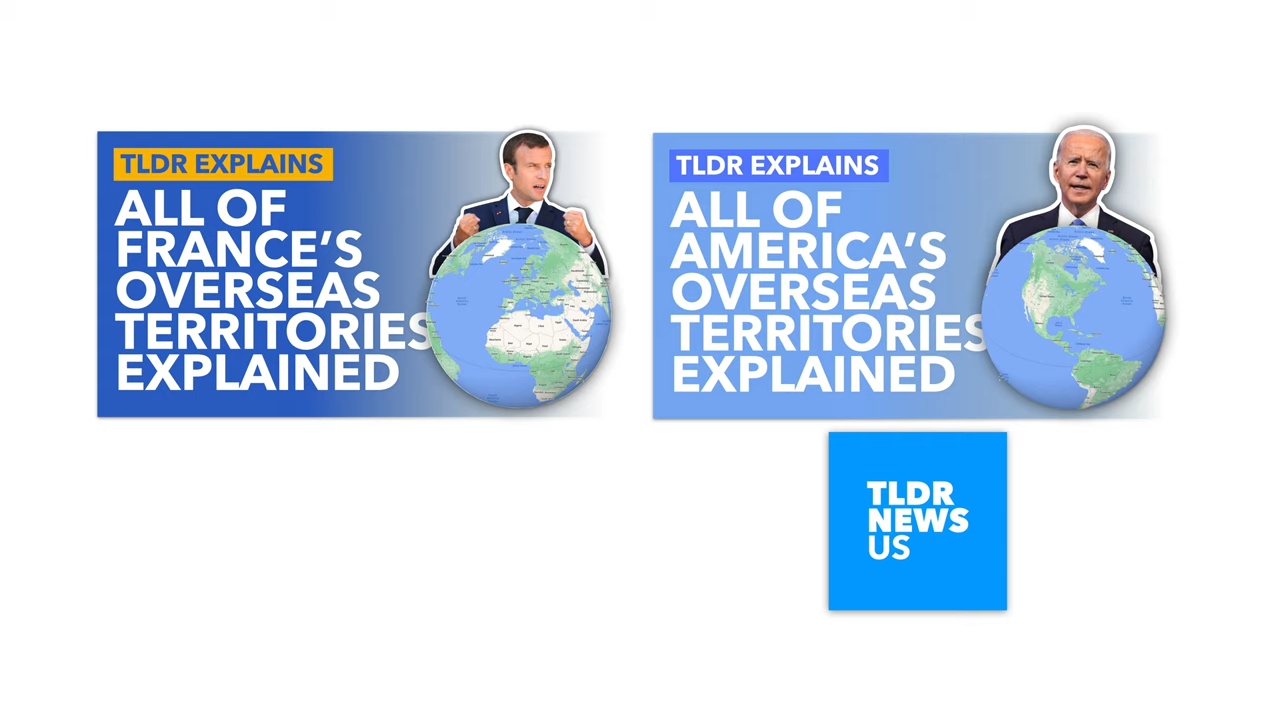 TLDR EXPLAINS
ALL OF
FRANCE'S
OVERSEAS
TERRITORIES
EXPLAINED
TLDR EXPLAINS
ALL OF
AMERICA'S
OVERSEAS
TERRITORIES
EXPLAINED
TLDR
NEWS
US